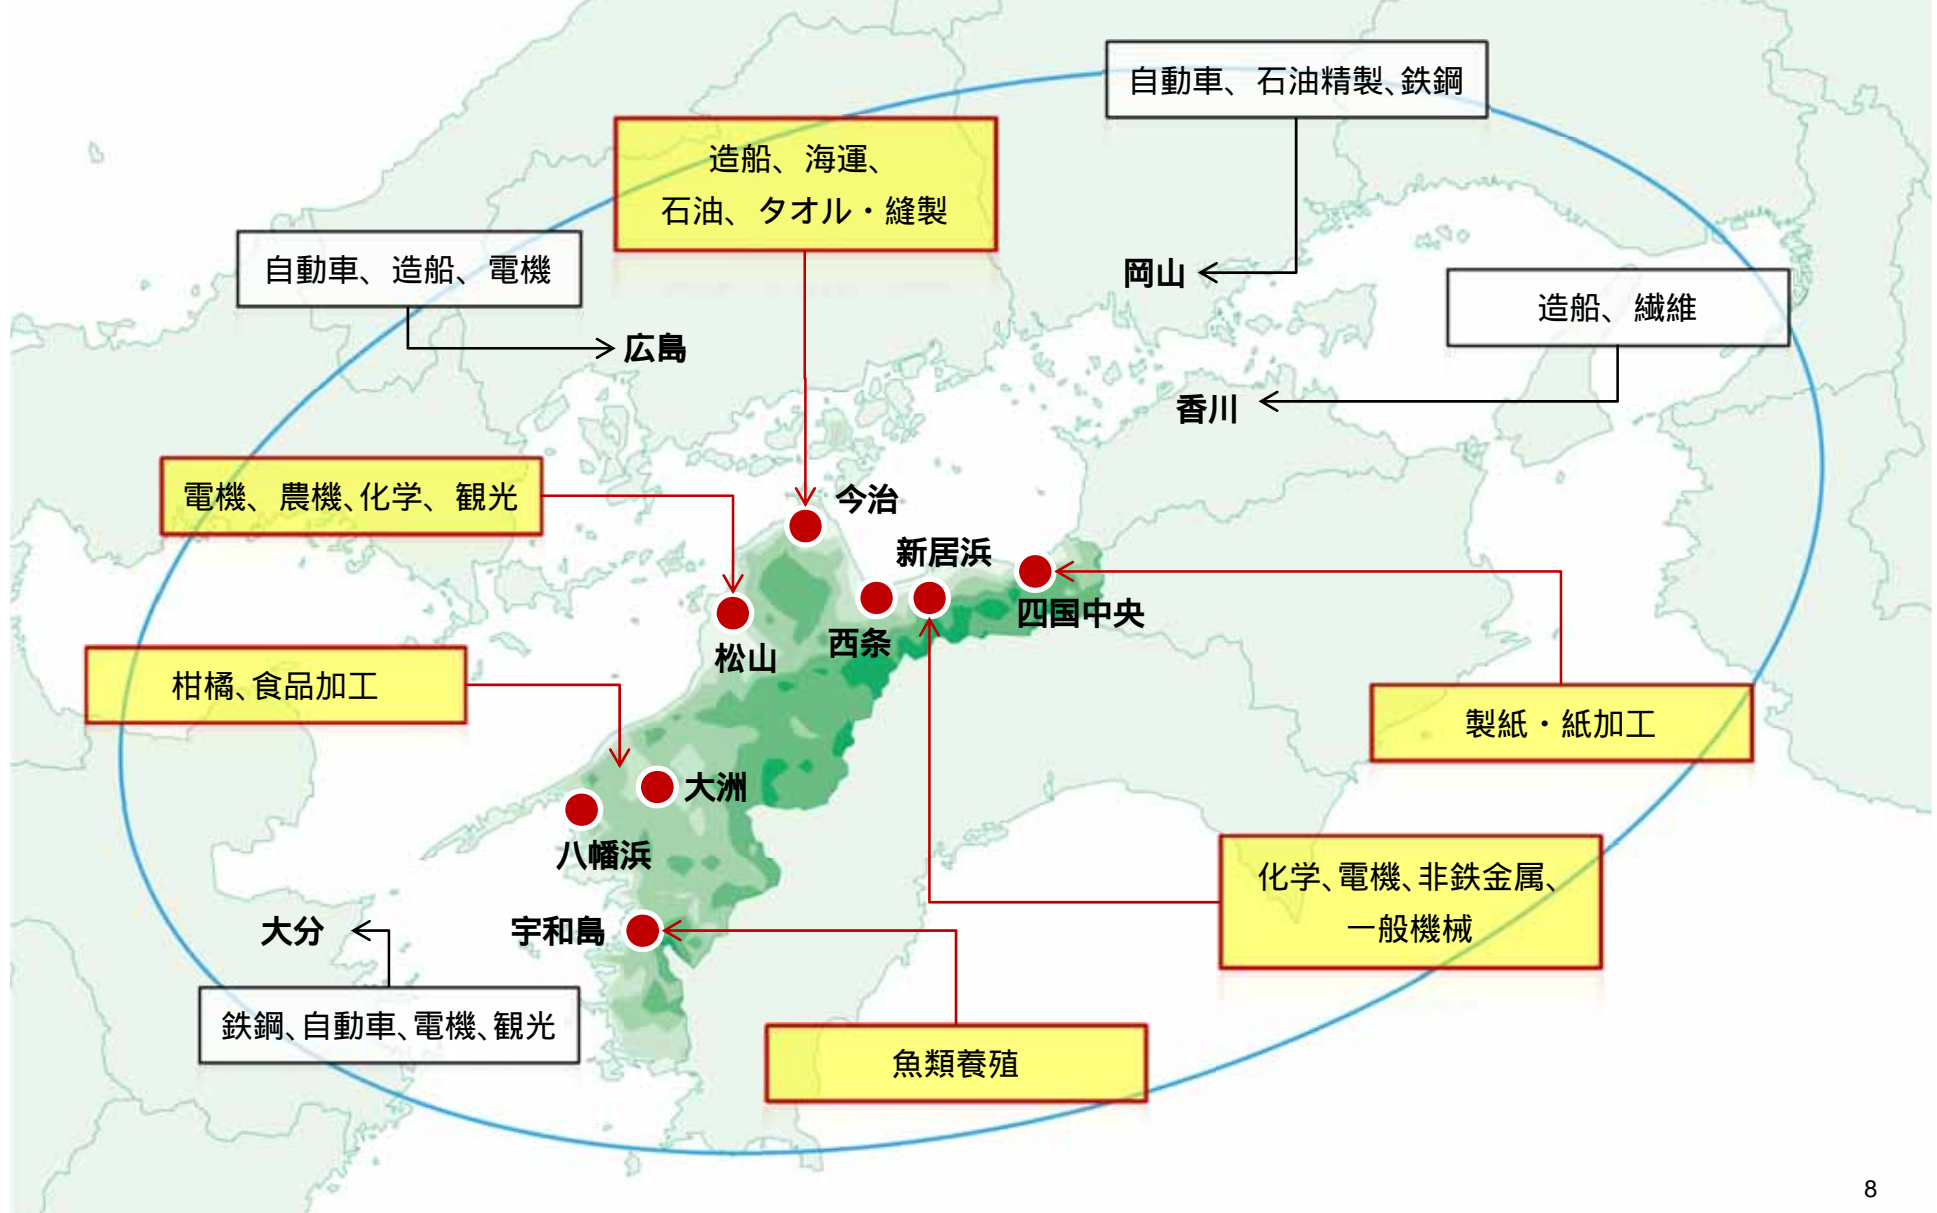 自動車、石油精製、鉄鋼
造船、海運、
石油、タオル・縫製
自動車、造船、電機
岡山
造船、繊維
広島
香川
電機、農機、化学、観光
今治
新居浜
四国中央
西条
松山
柑橘、食品加工
製紙・紙加工
大洲
八幡浜
化学、電機、非鉄金属、
一般機械
大分
宇和島
鉄鋼、自動車、電機、観光
魚類養殖
8